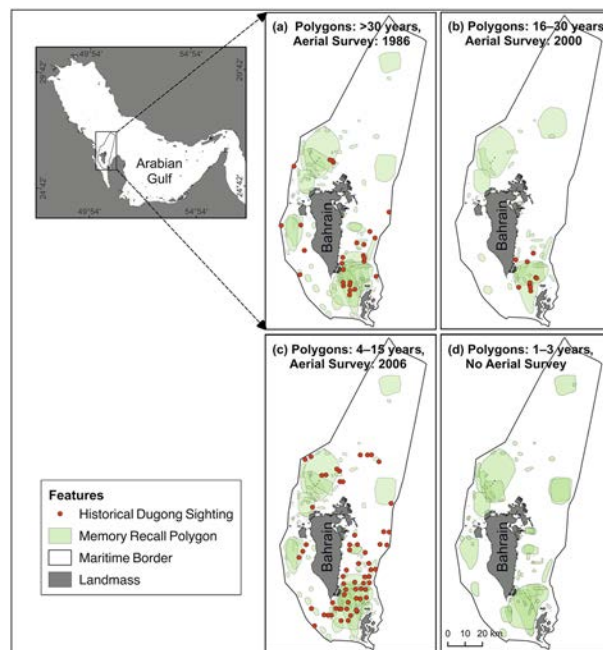 (a) Polygons: >30 years,
Aerial Survey: 1986
(b) Polygons: 16–30 years,
Aerial Survey: 2000
29°42'
29°42'
24°42'
24°42'
49°54'
54°54'
49°54'
54°54'
Arabian
Gulf
Bahrain
Bahrain
(c) Polygons: 4–15 years,
Aerial Survey: 2006
(d) Polygons: 1–3 years,
No Aerial Survey
Bahrain
Bahrain
Features
Historical Dugong Sighting
Memory Recall Polygon
Maritime Border
Landmass
0 10 20 km